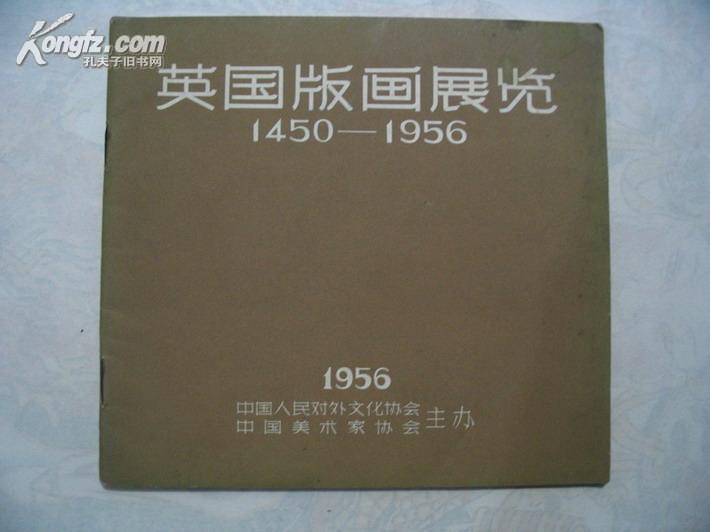 Kongfz.com
孔夫子旧书网
英国版画展览
1450—1956
1956
中国人民对外文化协会
中国美术家协会
主办